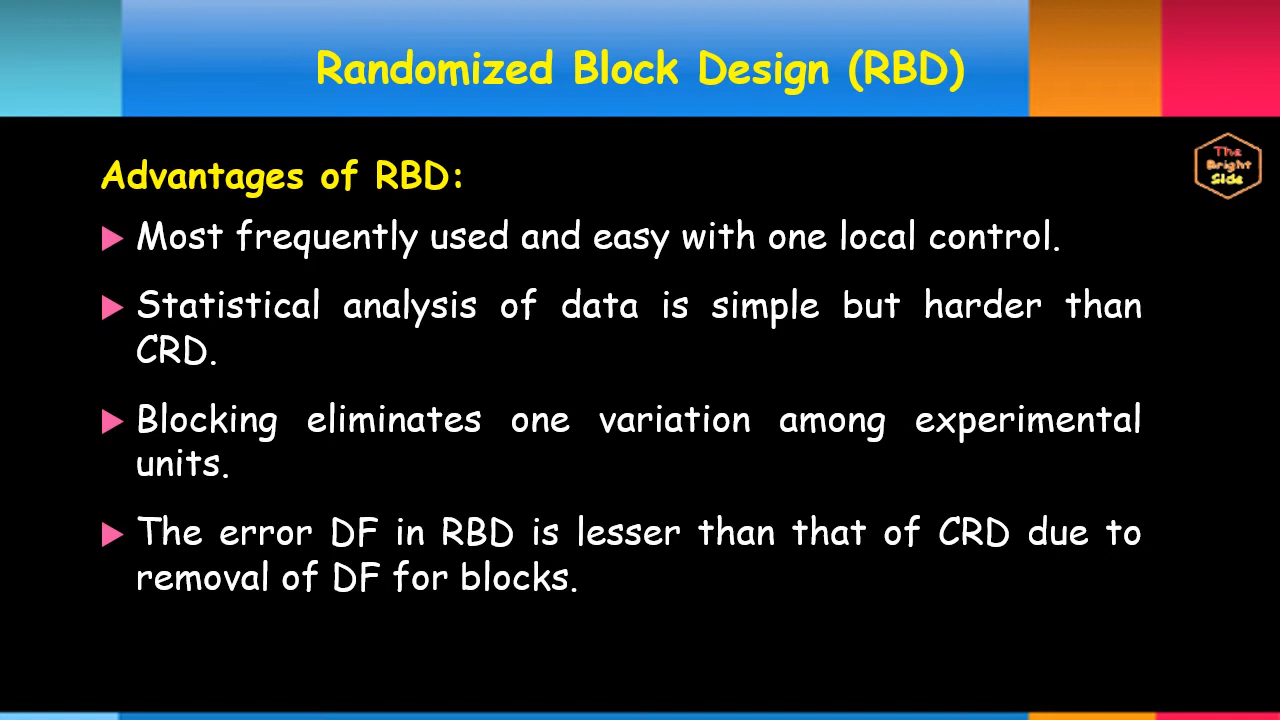 Randomized Block Design (RBD)
Advantages of RBD:
The
Bright
Side
Most frequently used and easy with one local control.
Statistical analysis of data is simple but harder than
CRD.
Blocking eliminates one variation among experimental
units.
The error DF in RBD is lesser than that of CRD due to
removal of DF for blocks.